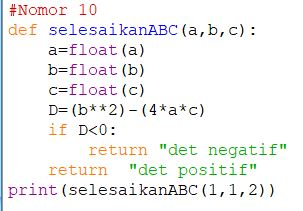 #Nomor 10
def selesaikanABC(a,b,c):
    a=float(a)
    b=float(b)
    c=float(c)
    D=(b**2)-(4*a*c)
    if D<0:
        return "det negatif"
    return  "det positif"
print(selesaikanABC(1,1,2))